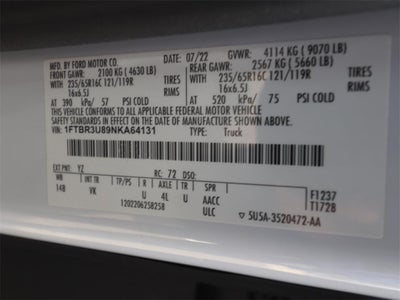 MFD. BY FORD MOTOR CO. 07/22 GVWR: 4114 KG (9070 LB)
FRONT GAWR: 2100 KG (4630 LB) REAR GAWR: 2567 KG (5660 LB)
WITH WITH
235/65R16C 121/119R TIRES 235/65R16C 121/119R TIRES
16x6.5J RIMS 16x6.5J RIMS
AT 390 kPa/ 57 PSI COLD AT 520 kPa/ 75 PSI COLD
THIS VEHICLE CONFORMS TO ALL APPLICABLE FEDERAL MOTOR VEHICLE
SAFETY STANDARDS IN EFFECT ON THE DATE OF MANUFACTURE SHOWN ABOVE.
VIN: 1FTBR3U89NKA64131 TYPE: Truck
EXT PNT: YZ RC: 72 DSO:
WB INT TR TP/PS R AXLE TR SPR
148 VK U 4L U AACC
ULC
F1237
T1728
1202206258258
5U5A-3520472-AA